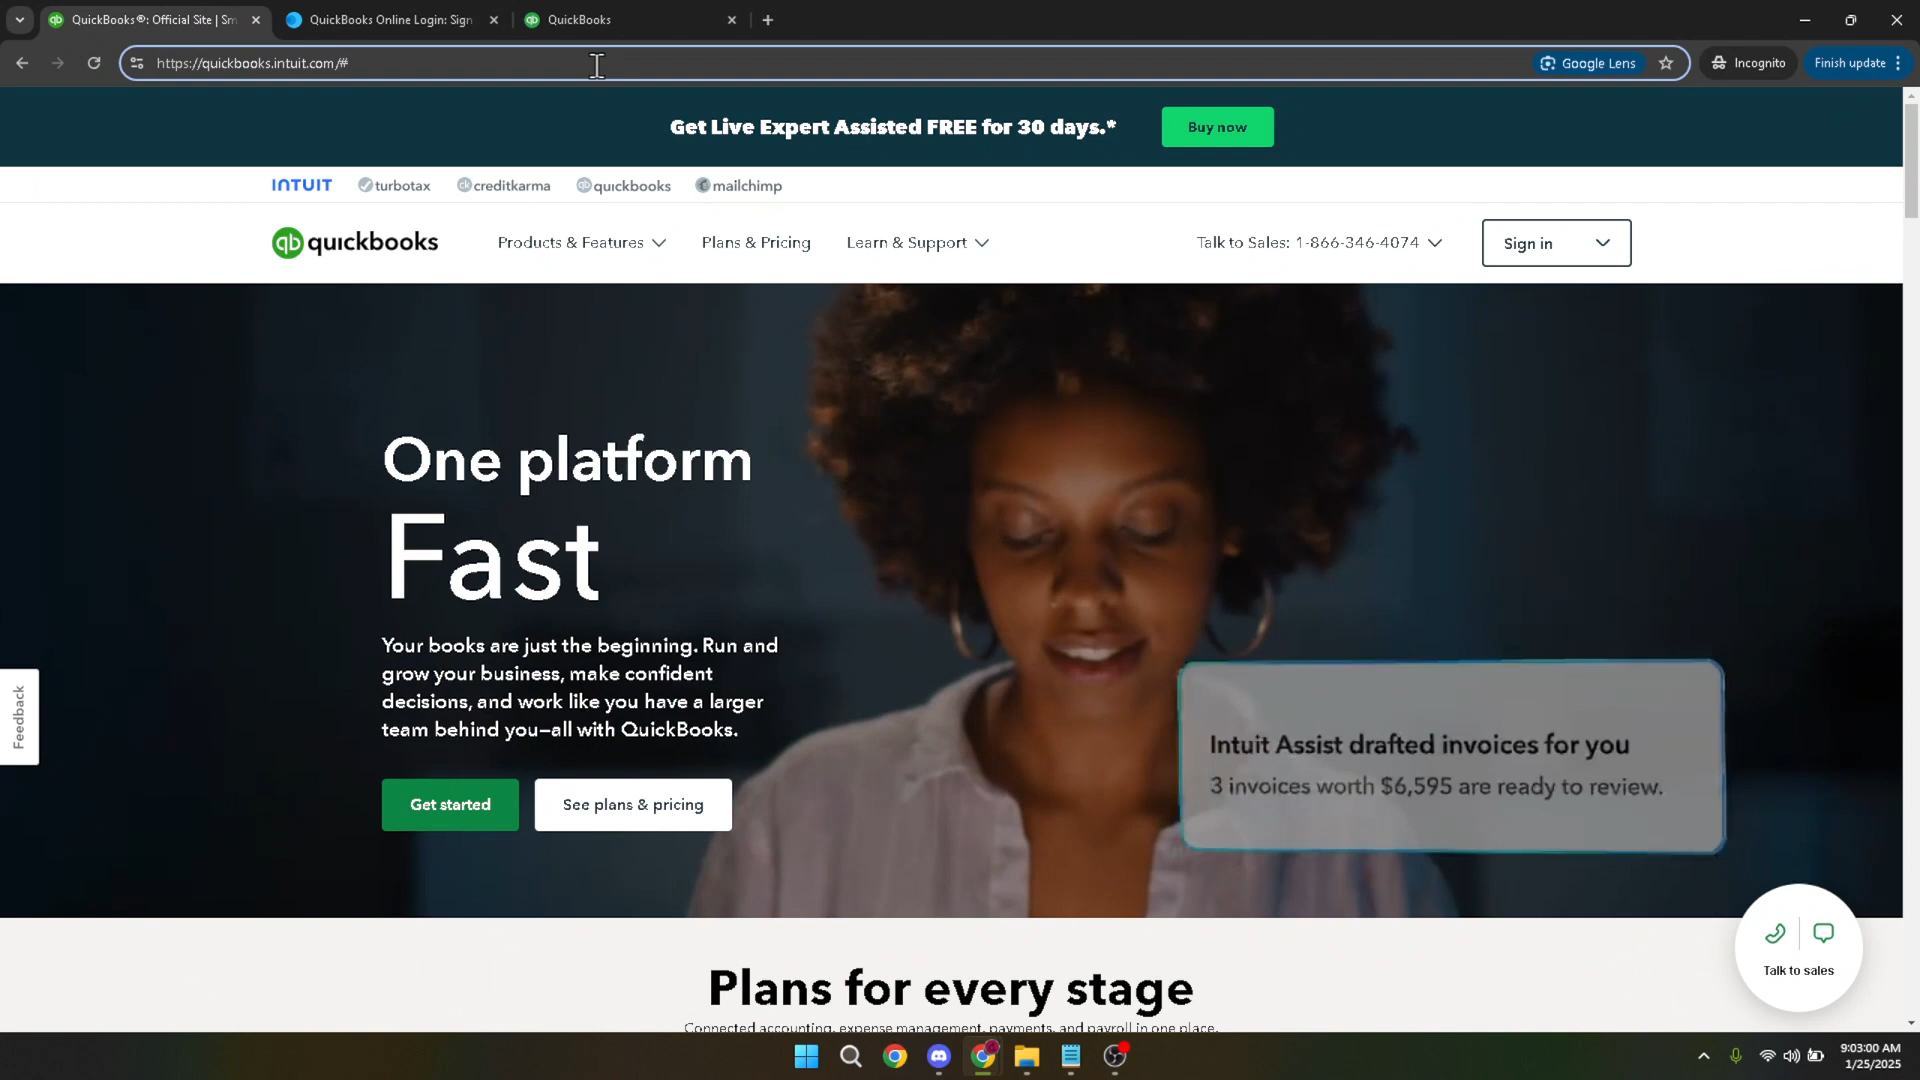 QuickBooks®: Official Site | Sm
QuickBooks Online Login: Sign
QuickBooks
https://quickbooks.intuit.com/#
Google Lens
Incognito
Finish update
Get Live Expert Assisted FREE for 30 days.*
Buy now
INTUIT
turbotax
ck creditkarma
qb quickbooks
mailchimp
qb quickbooks
Products & Features
Plans & Pricing
Learn & Support
Talk to Sales: 1-866-346-4074
Sign in
One platform
Fast
Your books are just the beginning. Run and
grow your business, make confident
decisions, and work like you have a larger
team behind you—all with QuickBooks.
Get started
See plans & pricing
Intuit Assist drafted invoices for you
3 invoices worth $6,595 are ready to review.
Feedback
Talk to sales
Plans for every stage
Connected accounting, expense management, payments, and payroll in one place.
9:03:00 AM
1/25/2025